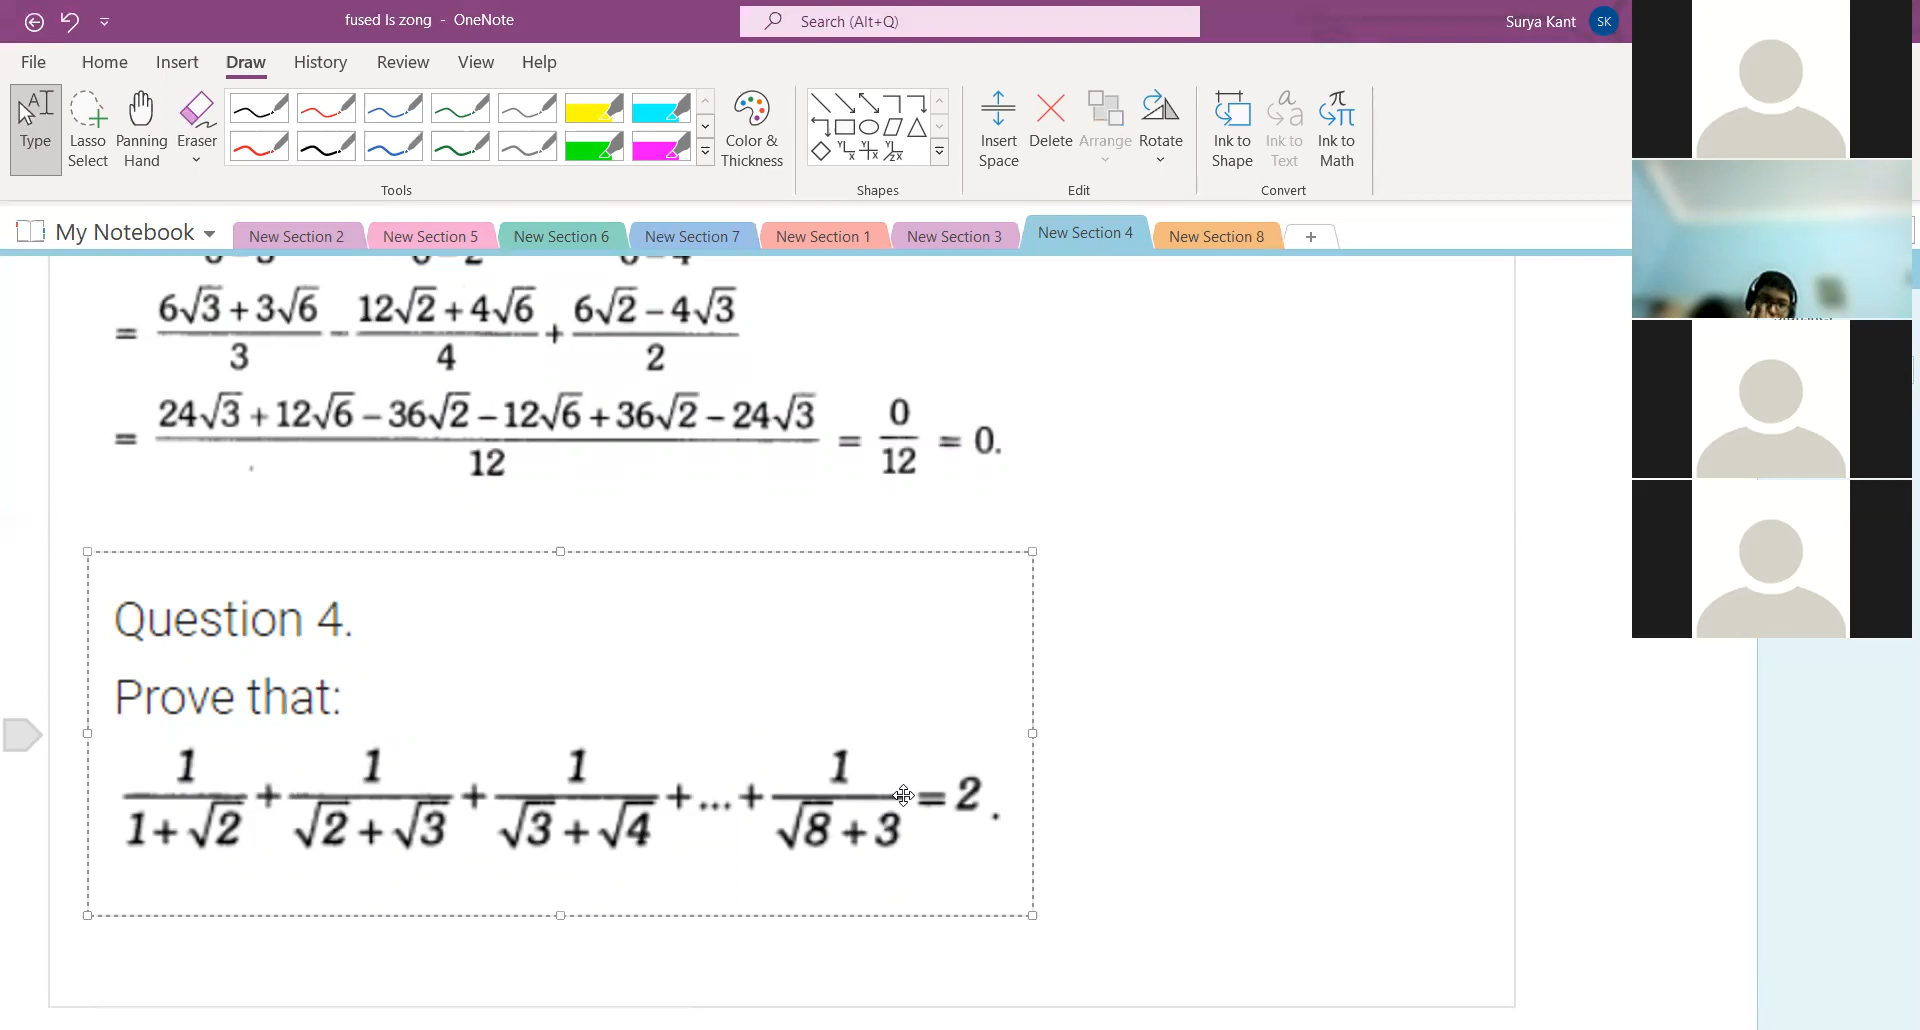 fused Is zong - OneNote
Search (Alt+Q)
Surya Kant SK
File Home Insert Draw History Review View Help
Type
Lasso Select
Panning Hand
Eraser
Color & Thickness
Insert Space
Delete
Arrange
Rotate
Ink to Shape
Ink to Text
Ink to Math
Tools Shapes Edit Convert
My Notebook
New Section 2 New Section 5 New Section 6 New Section 7 New Section 1 New Section 3 New Section 4 New Section 8 +
= (6√3 + 3√6)/3 - (12√2 + 4√6)/4 + (6√2 - 4√3)/2
= (24√3 + 12√6 - 36√2 - 12√6 + 36√2 - 24√3)/12 = 0/12 = 0.
Question 4.
Prove that:
1/(1+√2) + 1/(√2+√3) + 1/(√3+√4) + ... + 1/(√8+3) = 2.